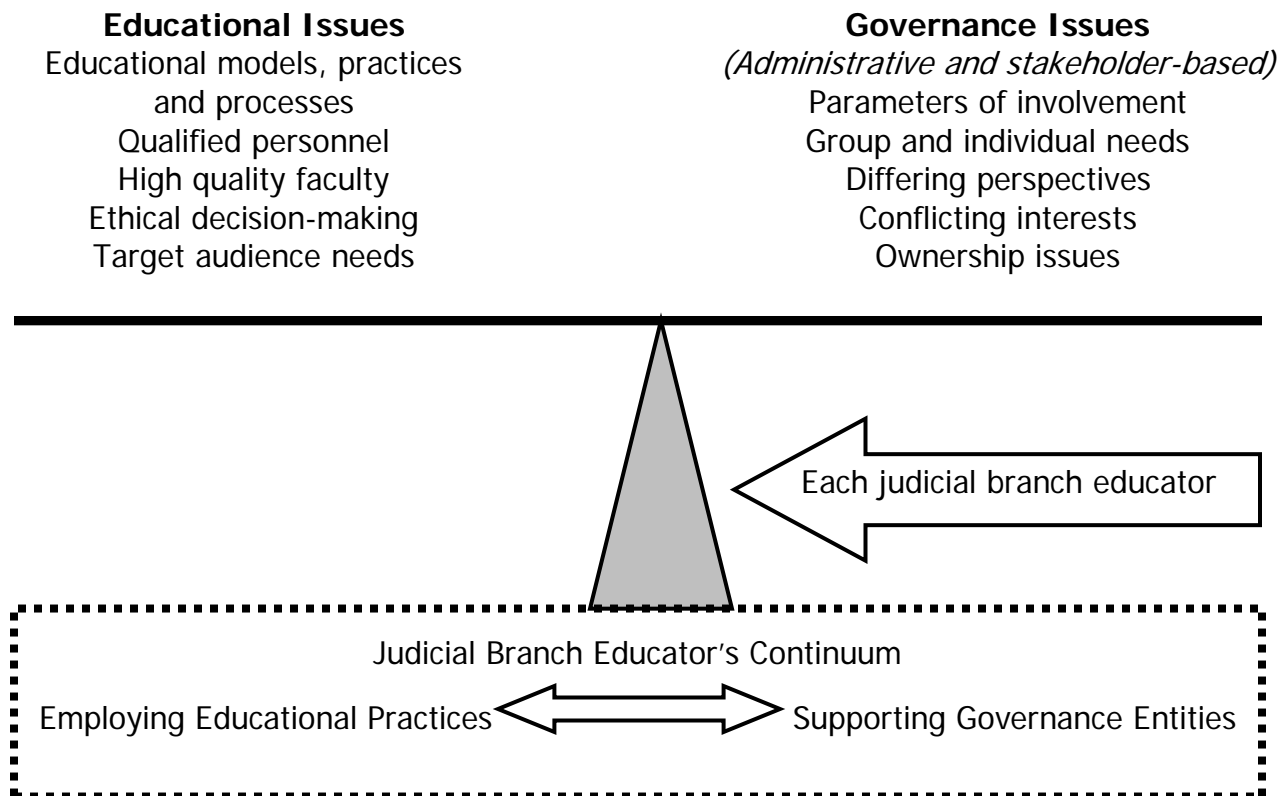 Educational Issues
Educational models, practices
and processes
Qualified personnel
High quality faculty
Ethical decision-making
Target audience needs
Governance Issues
(Administrative and stakeholder-based)
Parameters of involvement
Group and individual needs
Differing perspectives
Conflicting interests
Ownership issues
Each judicial branch educator
Judicial Branch Educator’s Continuum
Employing Educational Practices
Supporting Governance Entities